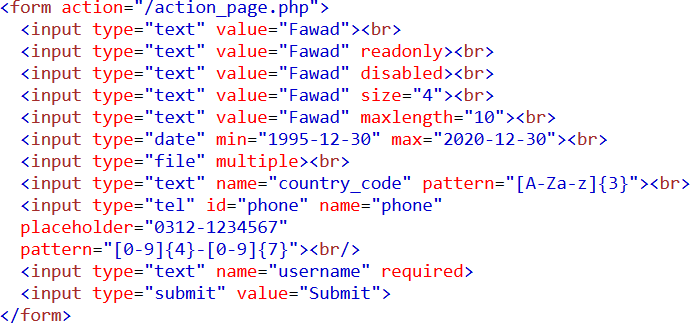 <form action="/action_page.php">
<input type="text" value="Fawad"><br>
<input type="text" value="Fawad" readonly><br>
<input type="text" value="Fawad" disabled><br>
<input type="text" value="Fawad" size="4"><br>
<input type="text" value="Fawad" maxlength="10"><br>
<input type="date" min="1995-12-30" max="2020-12-30"><br>
<input type="file" multiple><br>
<input type="text" name="country_code" pattern="[A-Za-z]{3}"><br>
<input type="tel" id="phone" name="phone"
placeholder="0312-1234567"
pattern="[0-9]{4}-[0-9]{7}"><br/>
<input type="text" name="username" required>
<input type="submit" value="Submit">
</form>